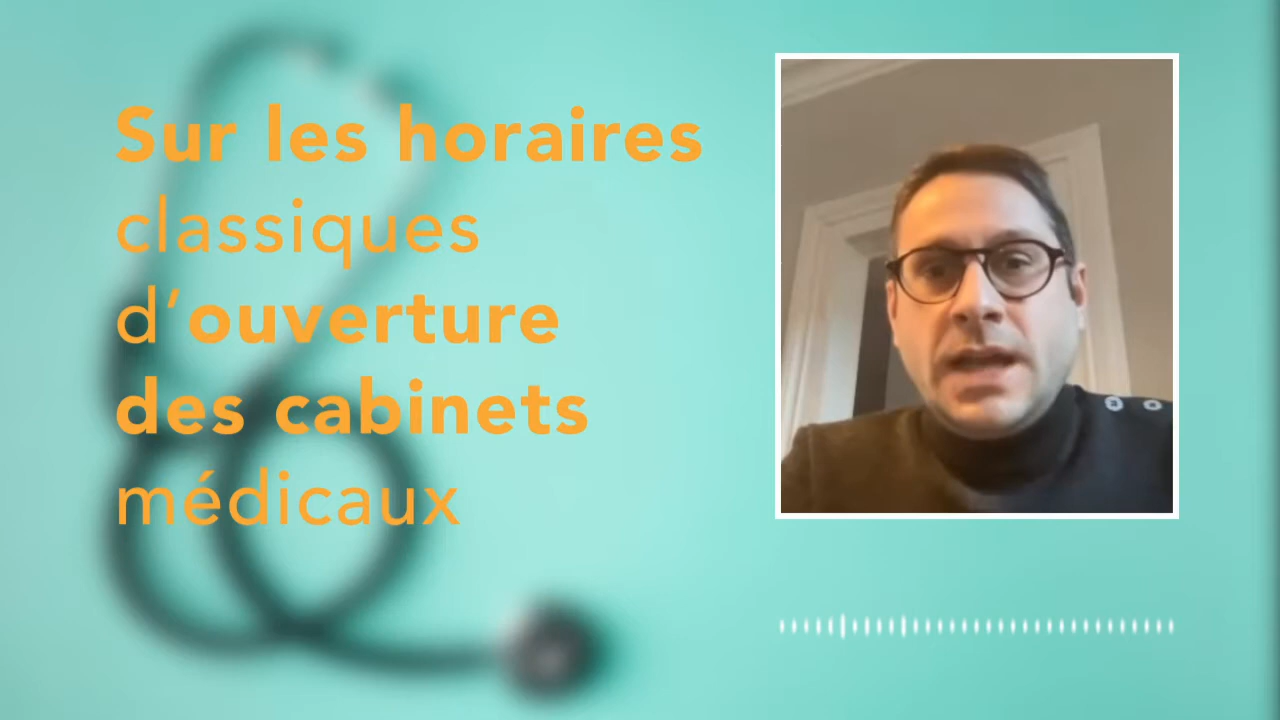 Sur les horaires
classiques
d’ouverture
des cabinets
médicaux